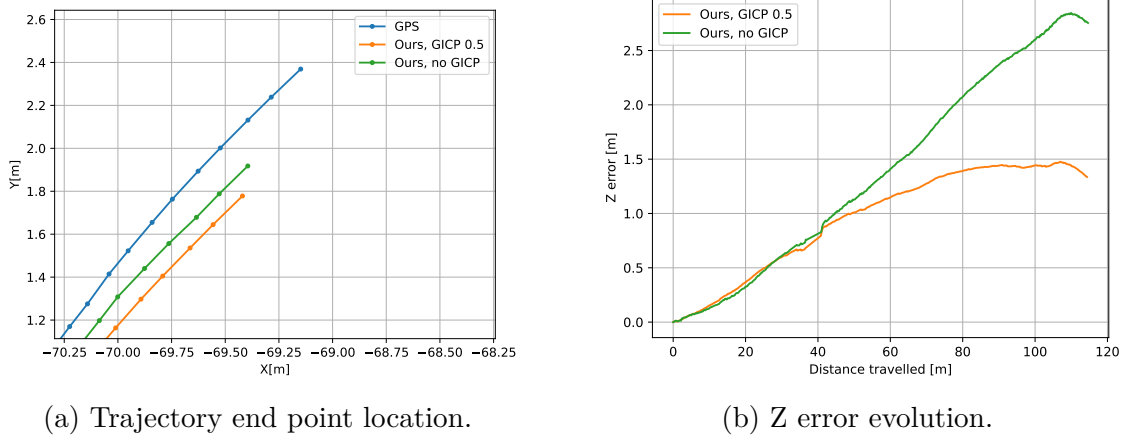 2.6
2.4
2.2
2.0
1.8
1.6
1.4
1.2
Y[m]
GPS
Ours, GICP 0.5
Ours, no GICP
−70.25 −70.00 −69.75 −69.50 −69.25 −69.00 −68.75 −68.50 −68.25
X[m]
(a) Trajectory end point location.
Ours, GICP 0.5
Ours, no GICP
2.5
2.0
1.5
1.0
0.5
0.0
Z error [m]
0 20 40 60 80 100 120
Distance travelled [m]
(b) Z error evolution.